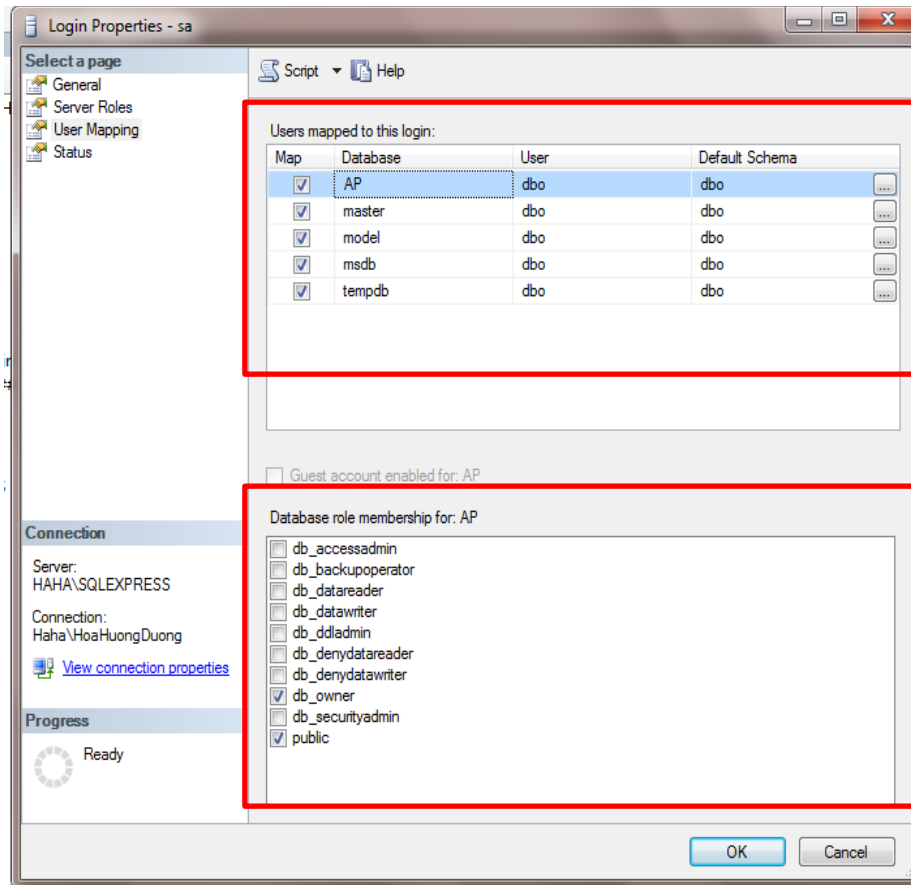 Login Properties - sa
Select a page
General
Server Roles
User Mapping
Status
Script Help
Users mapped to this login:
Map Database User Default Schema
AP dbo dbo ...
master dbo dbo ...
model dbo dbo ...
msdb dbo dbo ...
tempdb dbo dbo ...
Guest account enabled for: AP
Database role membership for: AP
db_accessadmin
db_backupoperator
db_datareader
db_datawriter
db_ddladmin
db_denydatareader
db_denydatawriter
db_owner
db_securityadmin
public
Connection
Server:
HAHA\SQLEXPRESS
Connection:
Haha\HoaHuongDuong
View connection properties
Progress
Ready
OK Cancel